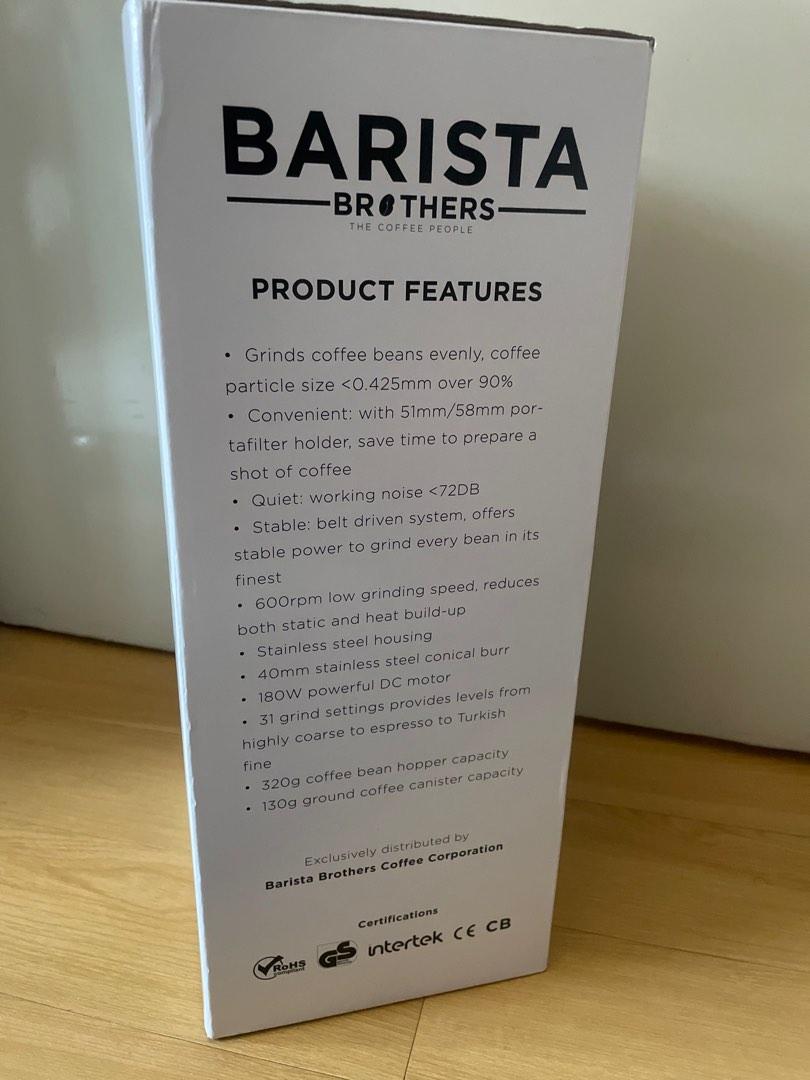 BARISTA
BROTHERS
THE COFFEE PEOPLE
PRODUCT FEATURES
• Grinds coffee beans evenly, coffee
particle size <0.425mm over 90%
• Convenient: with 51mm/58mm por-
tafilter holder, save time to prepare a
shot of coffee
• Quiet: working noise <72DB
• Stable: belt driven system, offers
stable power to grind every bean in its
finest
• 600rpm low grinding speed, reduces
both static and heat build-up
• Stainless steel housing
• 40mm stainless steel conical burr
• 180W powerful DC motor
• 31 grind settings provides levels from
highly coarse to espresso to Turkish
fine
• 320g coffee bean hopper capacity
• 130g ground coffee canister capacity
Exclusively distributed by
Barista Brothers Coffee Corporation
Certifications
RoHS compliant GS intertek CE CB